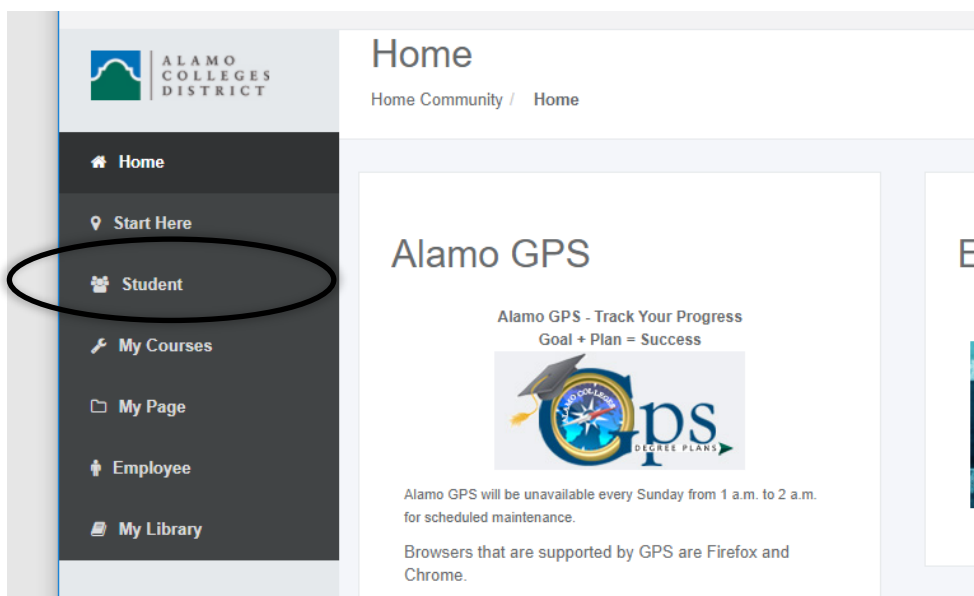 ALAMO
COLLEGES
DISTRICT
Home
Home Community / Home
Home
Start Here
Student
My Courses
My Page
Employee
My Library
Alamo GPS
Alamo GPS - Track Your Progress
Goal + Plan = Success
ALAMO COLLEGES
Gps
DEGREE PLANS
Alamo GPS will be unavailable every Sunday from 1 a.m. to 2 a.m.
for scheduled maintenance.
Browsers that are supported by GPS are Firefox and
Chrome.